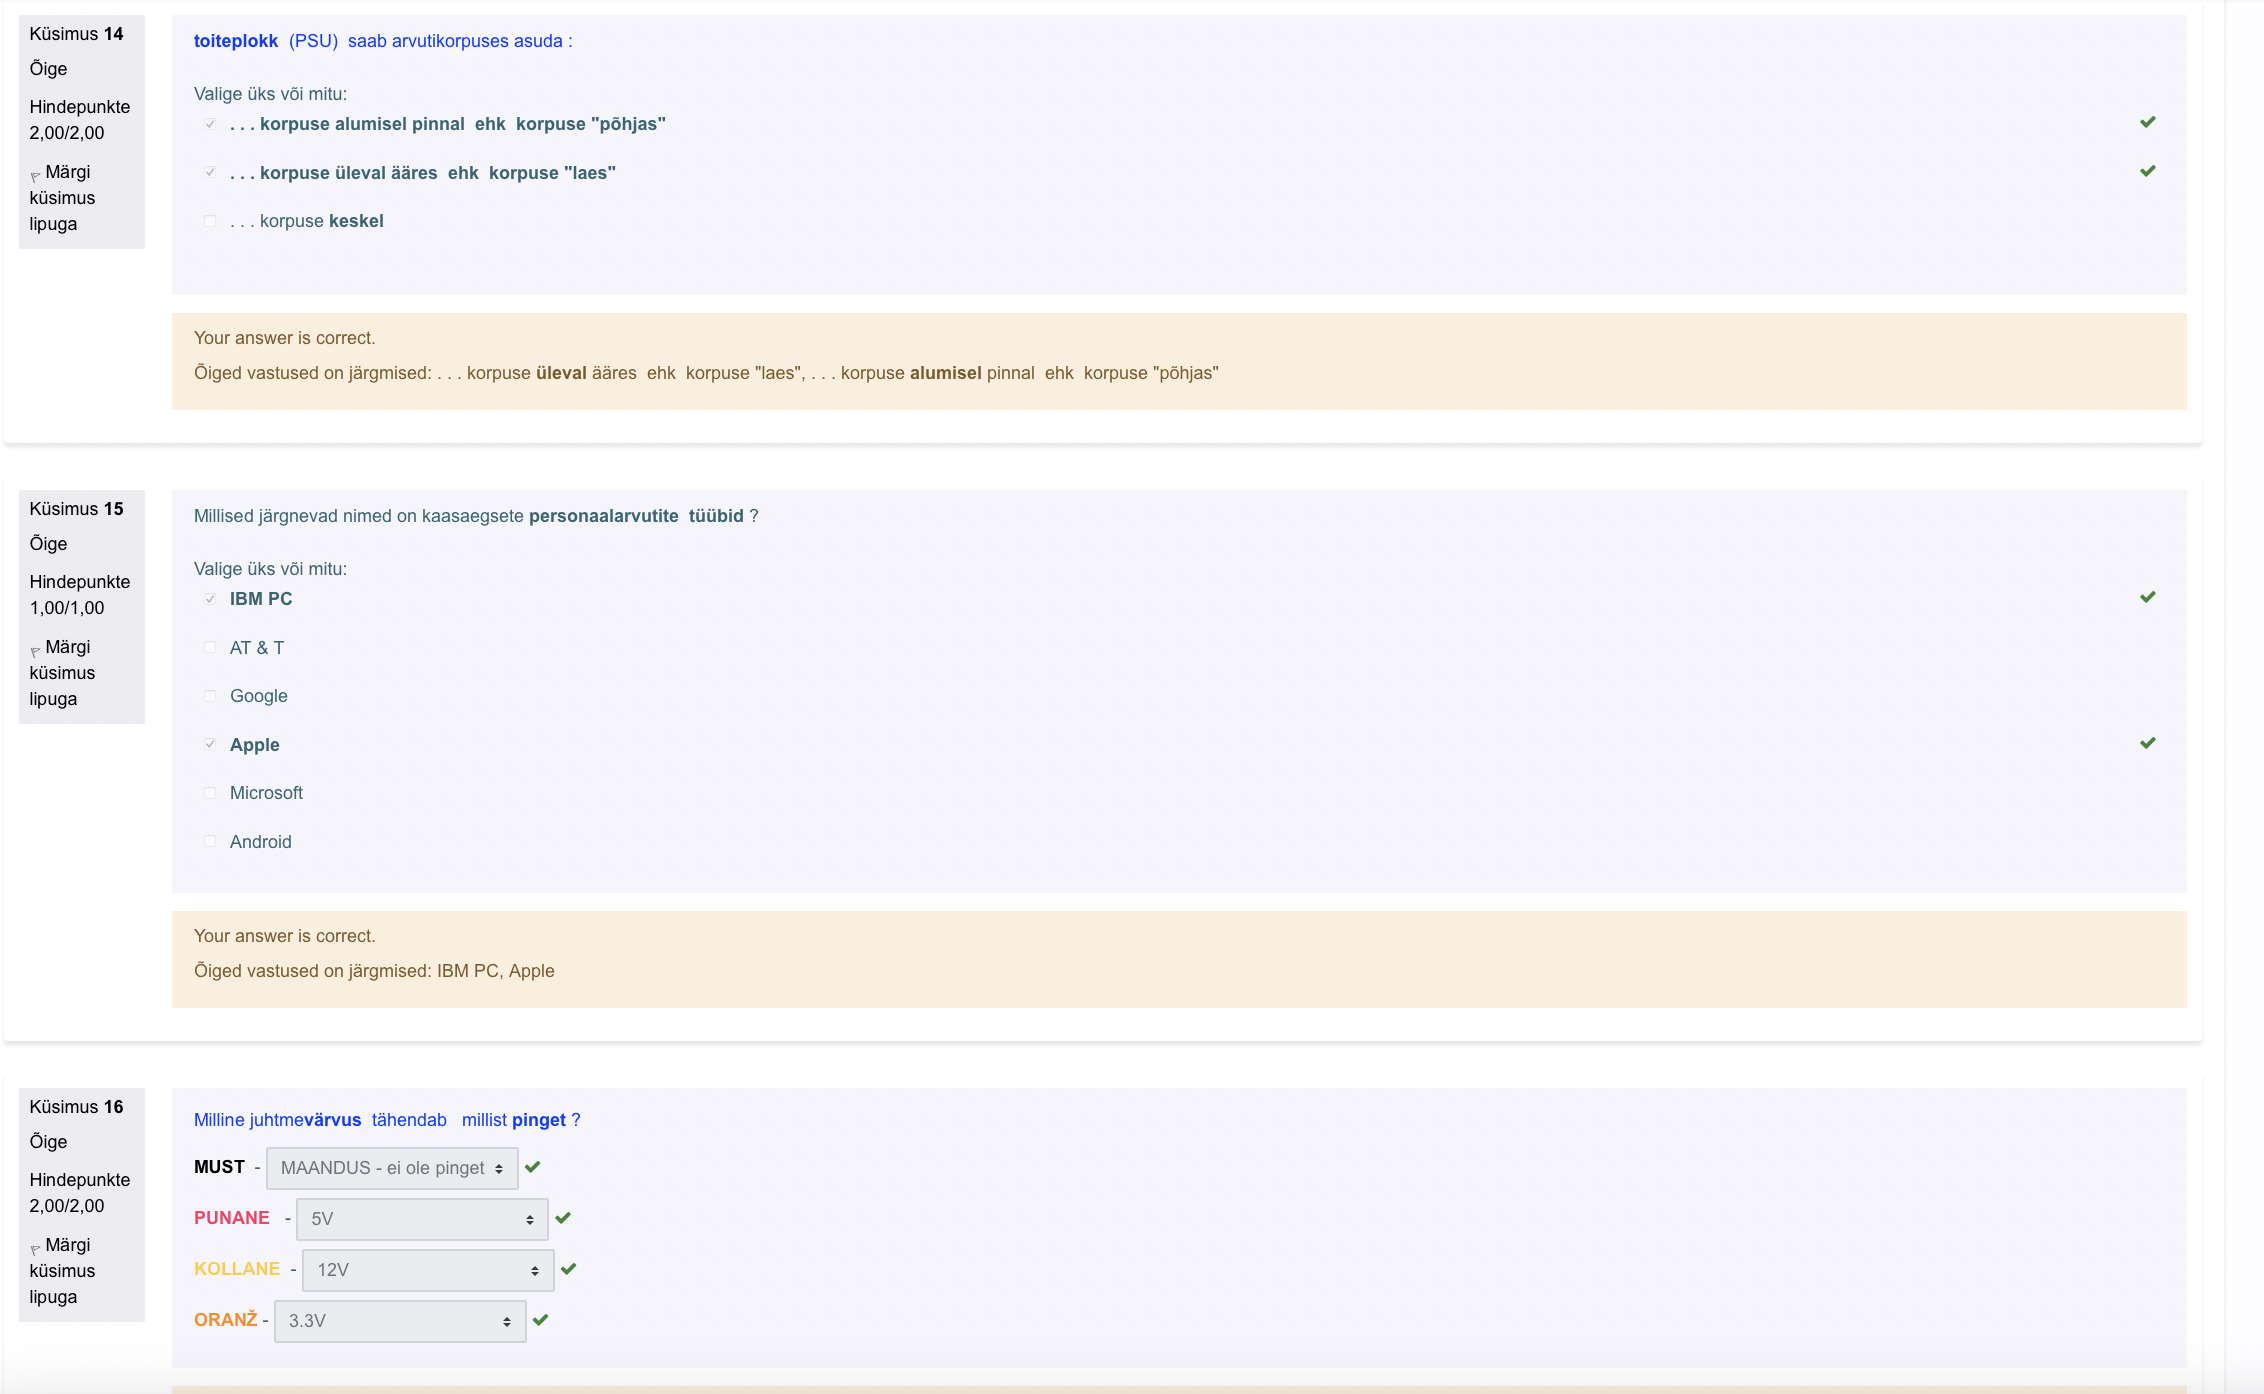 Küsimus 14
Õige
Hindepunkte
2,00/2,00
Märgi
küsimus
lipuga
toiteplokk (PSU) saab arvutikorpuses asuda :
Valige üks või mitu:
. . . korpuse alumisel pinnal ehk korpuse "põhjas"
. . . korpuse üleval ääres ehk korpuse "laes"
. . . korpuse keskel
Your answer is correct.
Õiged vastused on järgmised: . . . korpuse üleval ääres ehk korpuse "laes", . . . korpuse alumisel pinnal ehk korpuse "põhjas"
Küsimus 15
Õige
Hindepunkte
1,00/1,00
Märgi
küsimus
lipuga
Millised järgnevad nimed on kaasaegsete personaalarvutite tüübid ?
Valige üks või mitu:
IBM PC
AT & T
Google
Apple
Microsoft
Android
Your answer is correct.
Õiged vastused on järgmised: IBM PC, Apple
Küsimus 16
Õige
Hindepunkte
2,00/2,00
Märgi
küsimus
lipuga
Milline juhtmevärvus tähendab millist pinget ?
MUST - MAANDUS - ei ole pinget
PUNANE - 5V
KOLLANE - 12V
ORANŽ - 3.3V